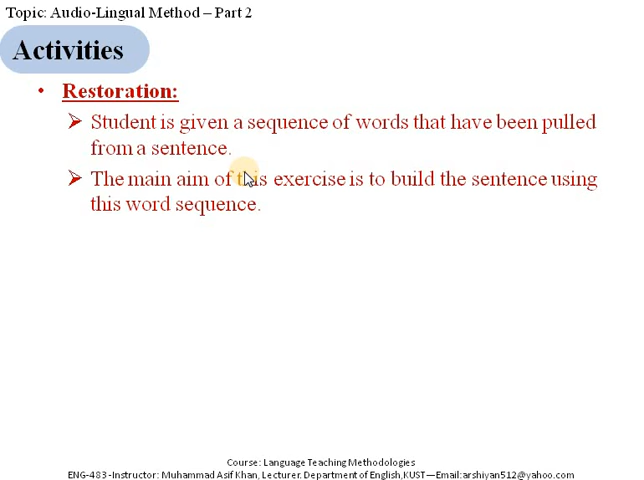 Topic: Audio-Lingual Method – Part 2
Activities
• Restoration:
➢ Student is given a sequence of words that have been pulled
from a sentence.
➢ The main aim of this exercise is to build the sentence using
this word sequence.
Course: Language Teaching Methodologies
ENG-483 -Instructor: Muhammad Asif Khan, Lecturer. Department of English,KUST—Email:arshiyan512@yahoo.com